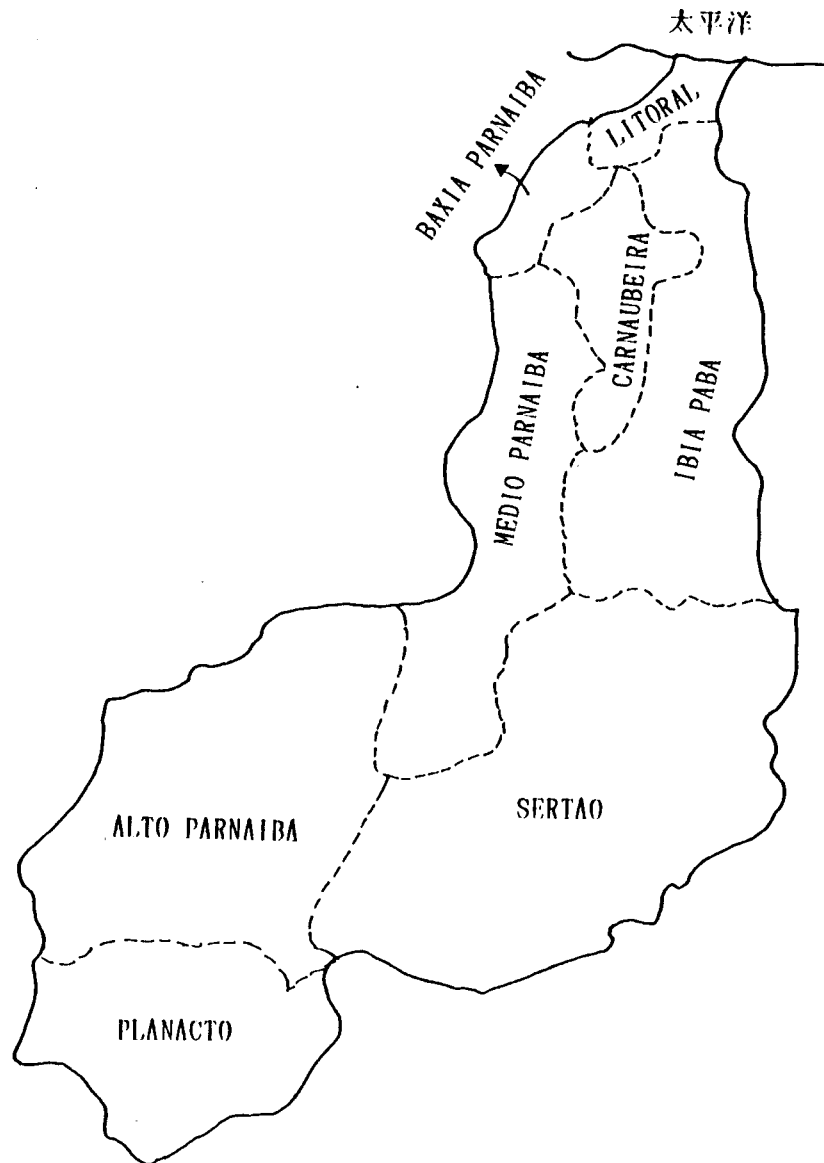 太平洋
LITORAL
BAXIA PARNAIBA
CARNAUBEIRA
MEDIO PARNAIBA
IBIA PABA
SERTAO
ALTO PARNAIBA
PLANACTO